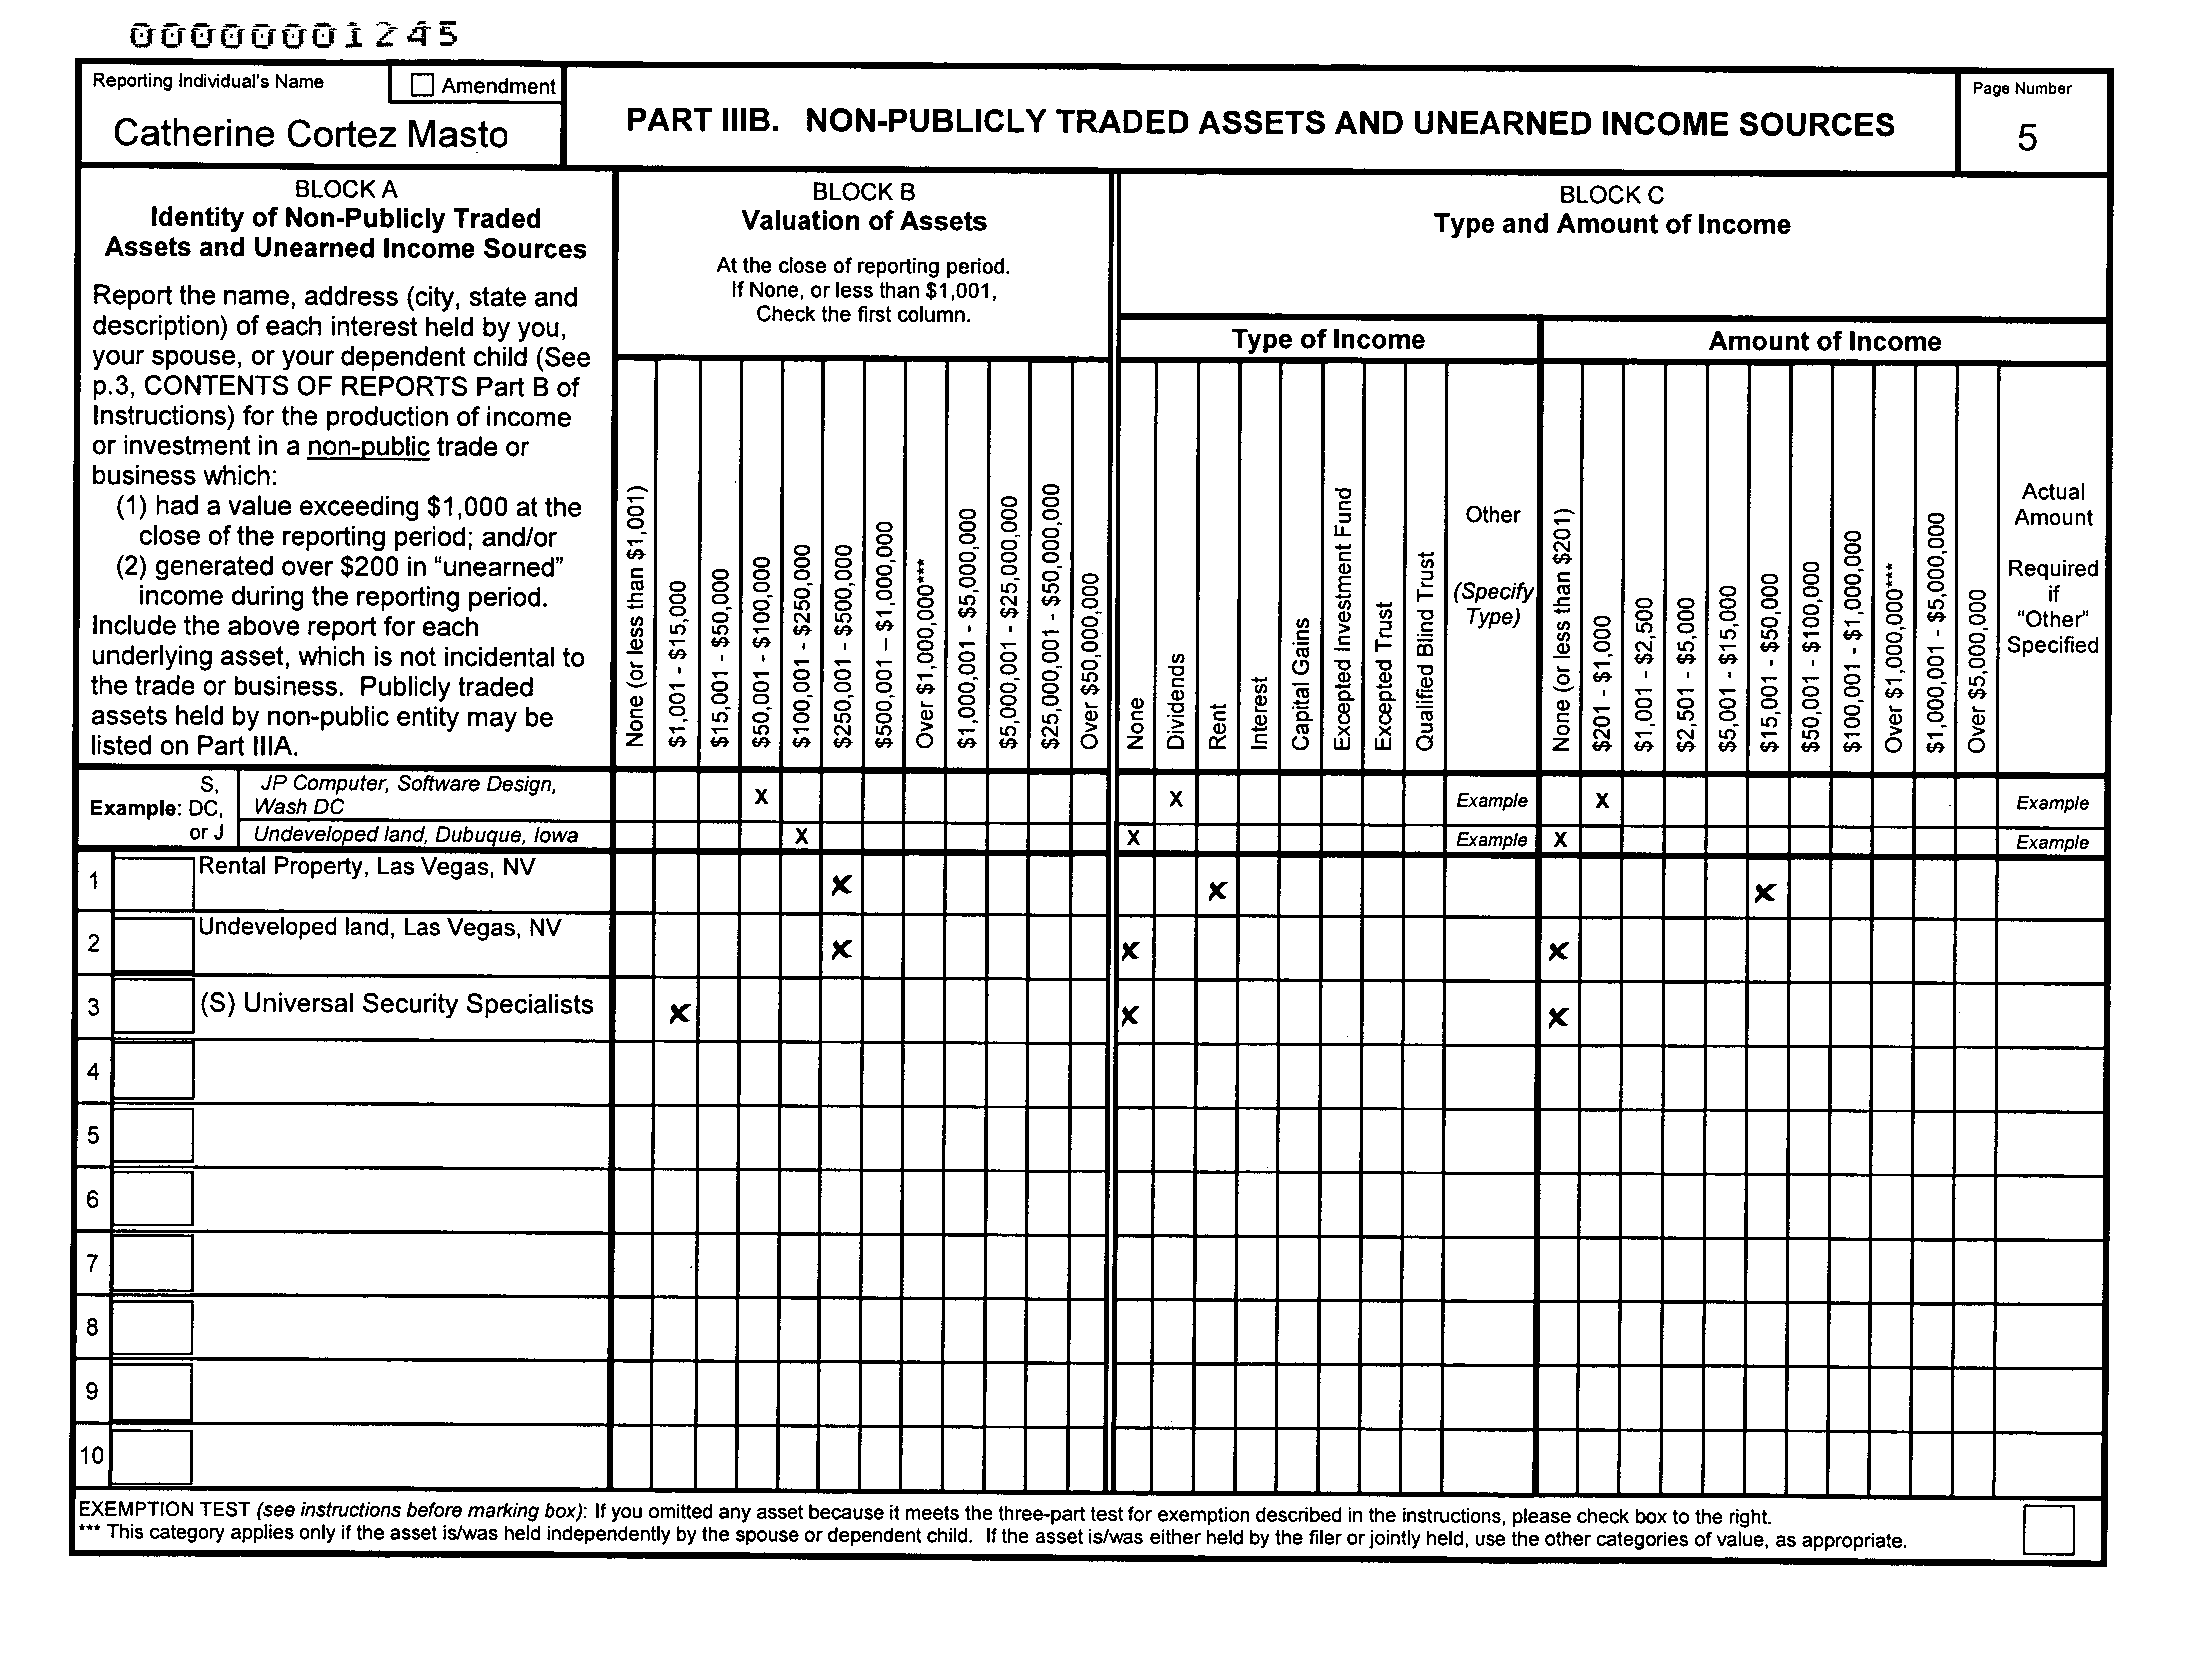 00000001245
Reporting Individual's Name
Amendment
Catherine Cortez Masto
PART IIIB. NON-PUBLICLY TRADED ASSETS AND UNEARNED INCOME SOURCES
Page Number
5
BLOCK A
Identity of Non-Publicly Traded
Assets and Unearned Income Sources
Report the name, address (city, state and
description) of each interest held by you,
your spouse, or your dependent child (See
p.3, CONTENTS OF REPORTS Part B of
Instructions) for the production of income
or investment in a non-public trade or
business which:
(1) had a value exceeding $1,000 at the
close of the reporting period; and/or
(2) generated over $200 in “unearned”
income during the reporting period.
Include the above report for each
underlying asset, which is not incidental to
the trade or business. Publicly traded
assets held by non-public entity may be
listed on Part IIIA.
BLOCK B
Valuation of Assets
At the close of reporting period.
If None, or less than $1,001,
Check the first column.
None (or less than $1,001)
$1,001 - $15,000
$15,001 - $50,000
$50,001 - $100,000
$100,001 - $250,000
$250,001 - $500,000
$500,001 – $1,000,000
Over $1,000,000***
$1,000,001 - $5,000,000
$5,000,001 - $25,000,000
$25,000,001 - $50,000,000
Over $50,000,000
BLOCK C
Type and Amount of Income
Type of Income
None
Dividends
Rent
Interest
Capital Gains
Excepted Investment Fund
Excepted Trust
Qualified Blind Trust
Other
(Specify
Type)
Amount of Income
None (or less than $201)
$201 - $1,000
$1,001 - $2,500
$2,501 - $5,000
$5,001 - $15,000
$15,001 - $50,000
$50,001 - $100,000
$100,001 - $1,000,000
Over $1,000,000***
$1,000,001 - $5,000,000
Over $5,000,000
Actual
Amount
Required
if
“Other”
Specified
Example:
S,
DC,
or J
JP Computer, Software Design,
Wash DC
X X Example X Example
Undeveloped land, Dubuque, Iowa X X Example X Example
1 Rental Property, Las Vegas, NV x x x
2 Undeveloped land, Las Vegas, NV x x x
3 (S) Universal Security Specialists x x x
4
5
6
7
8
9
10
EXEMPTION TEST (see instructions before marking box): If you omitted any asset because it meets the three-part test for exemption described in the instructions, please check box to the right.
*** This category applies only if the asset is/was held independently by the spouse or dependent child. If the asset is/was either held by the filer or jointly held, use the other categories of value, as appropriate.